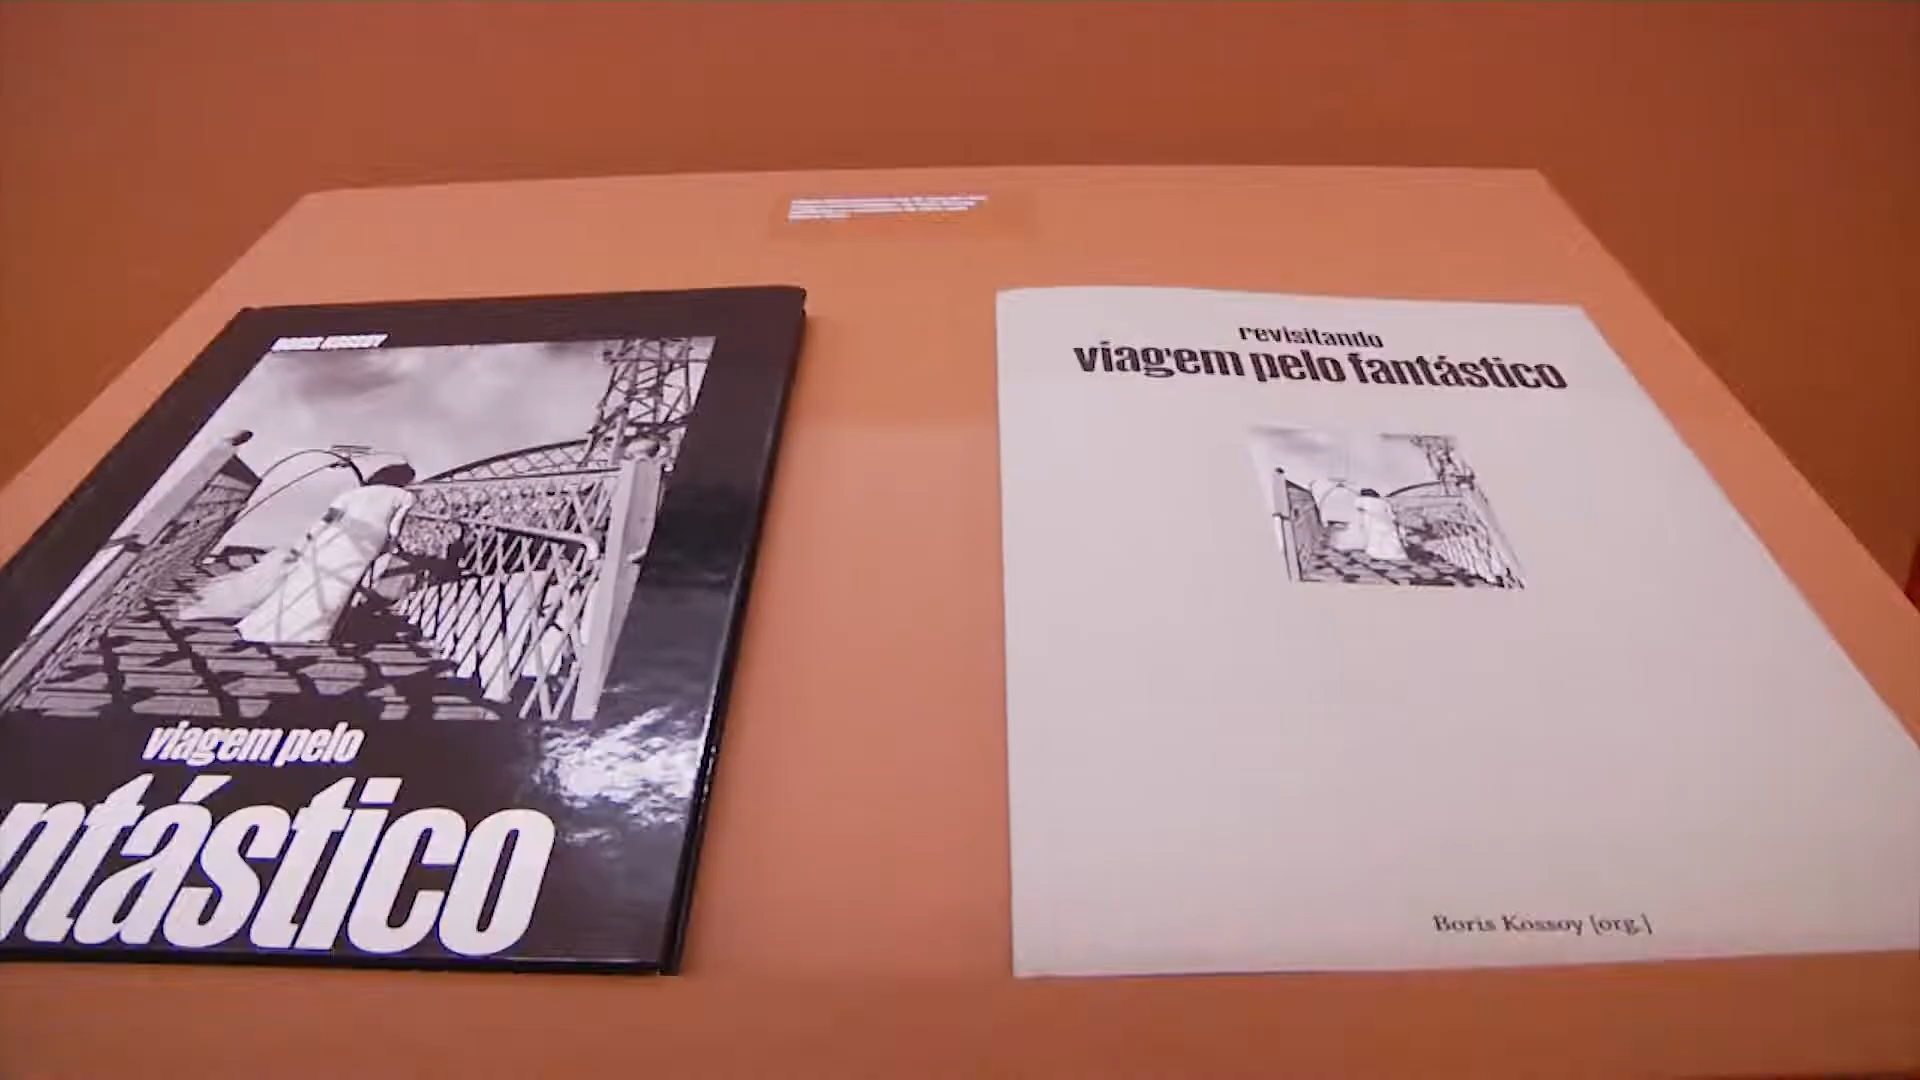 BORIS KOSSOY
viagem pelo
ntástico
revisitando
viagem pelo fantástico
Boris Kossoy [org.]